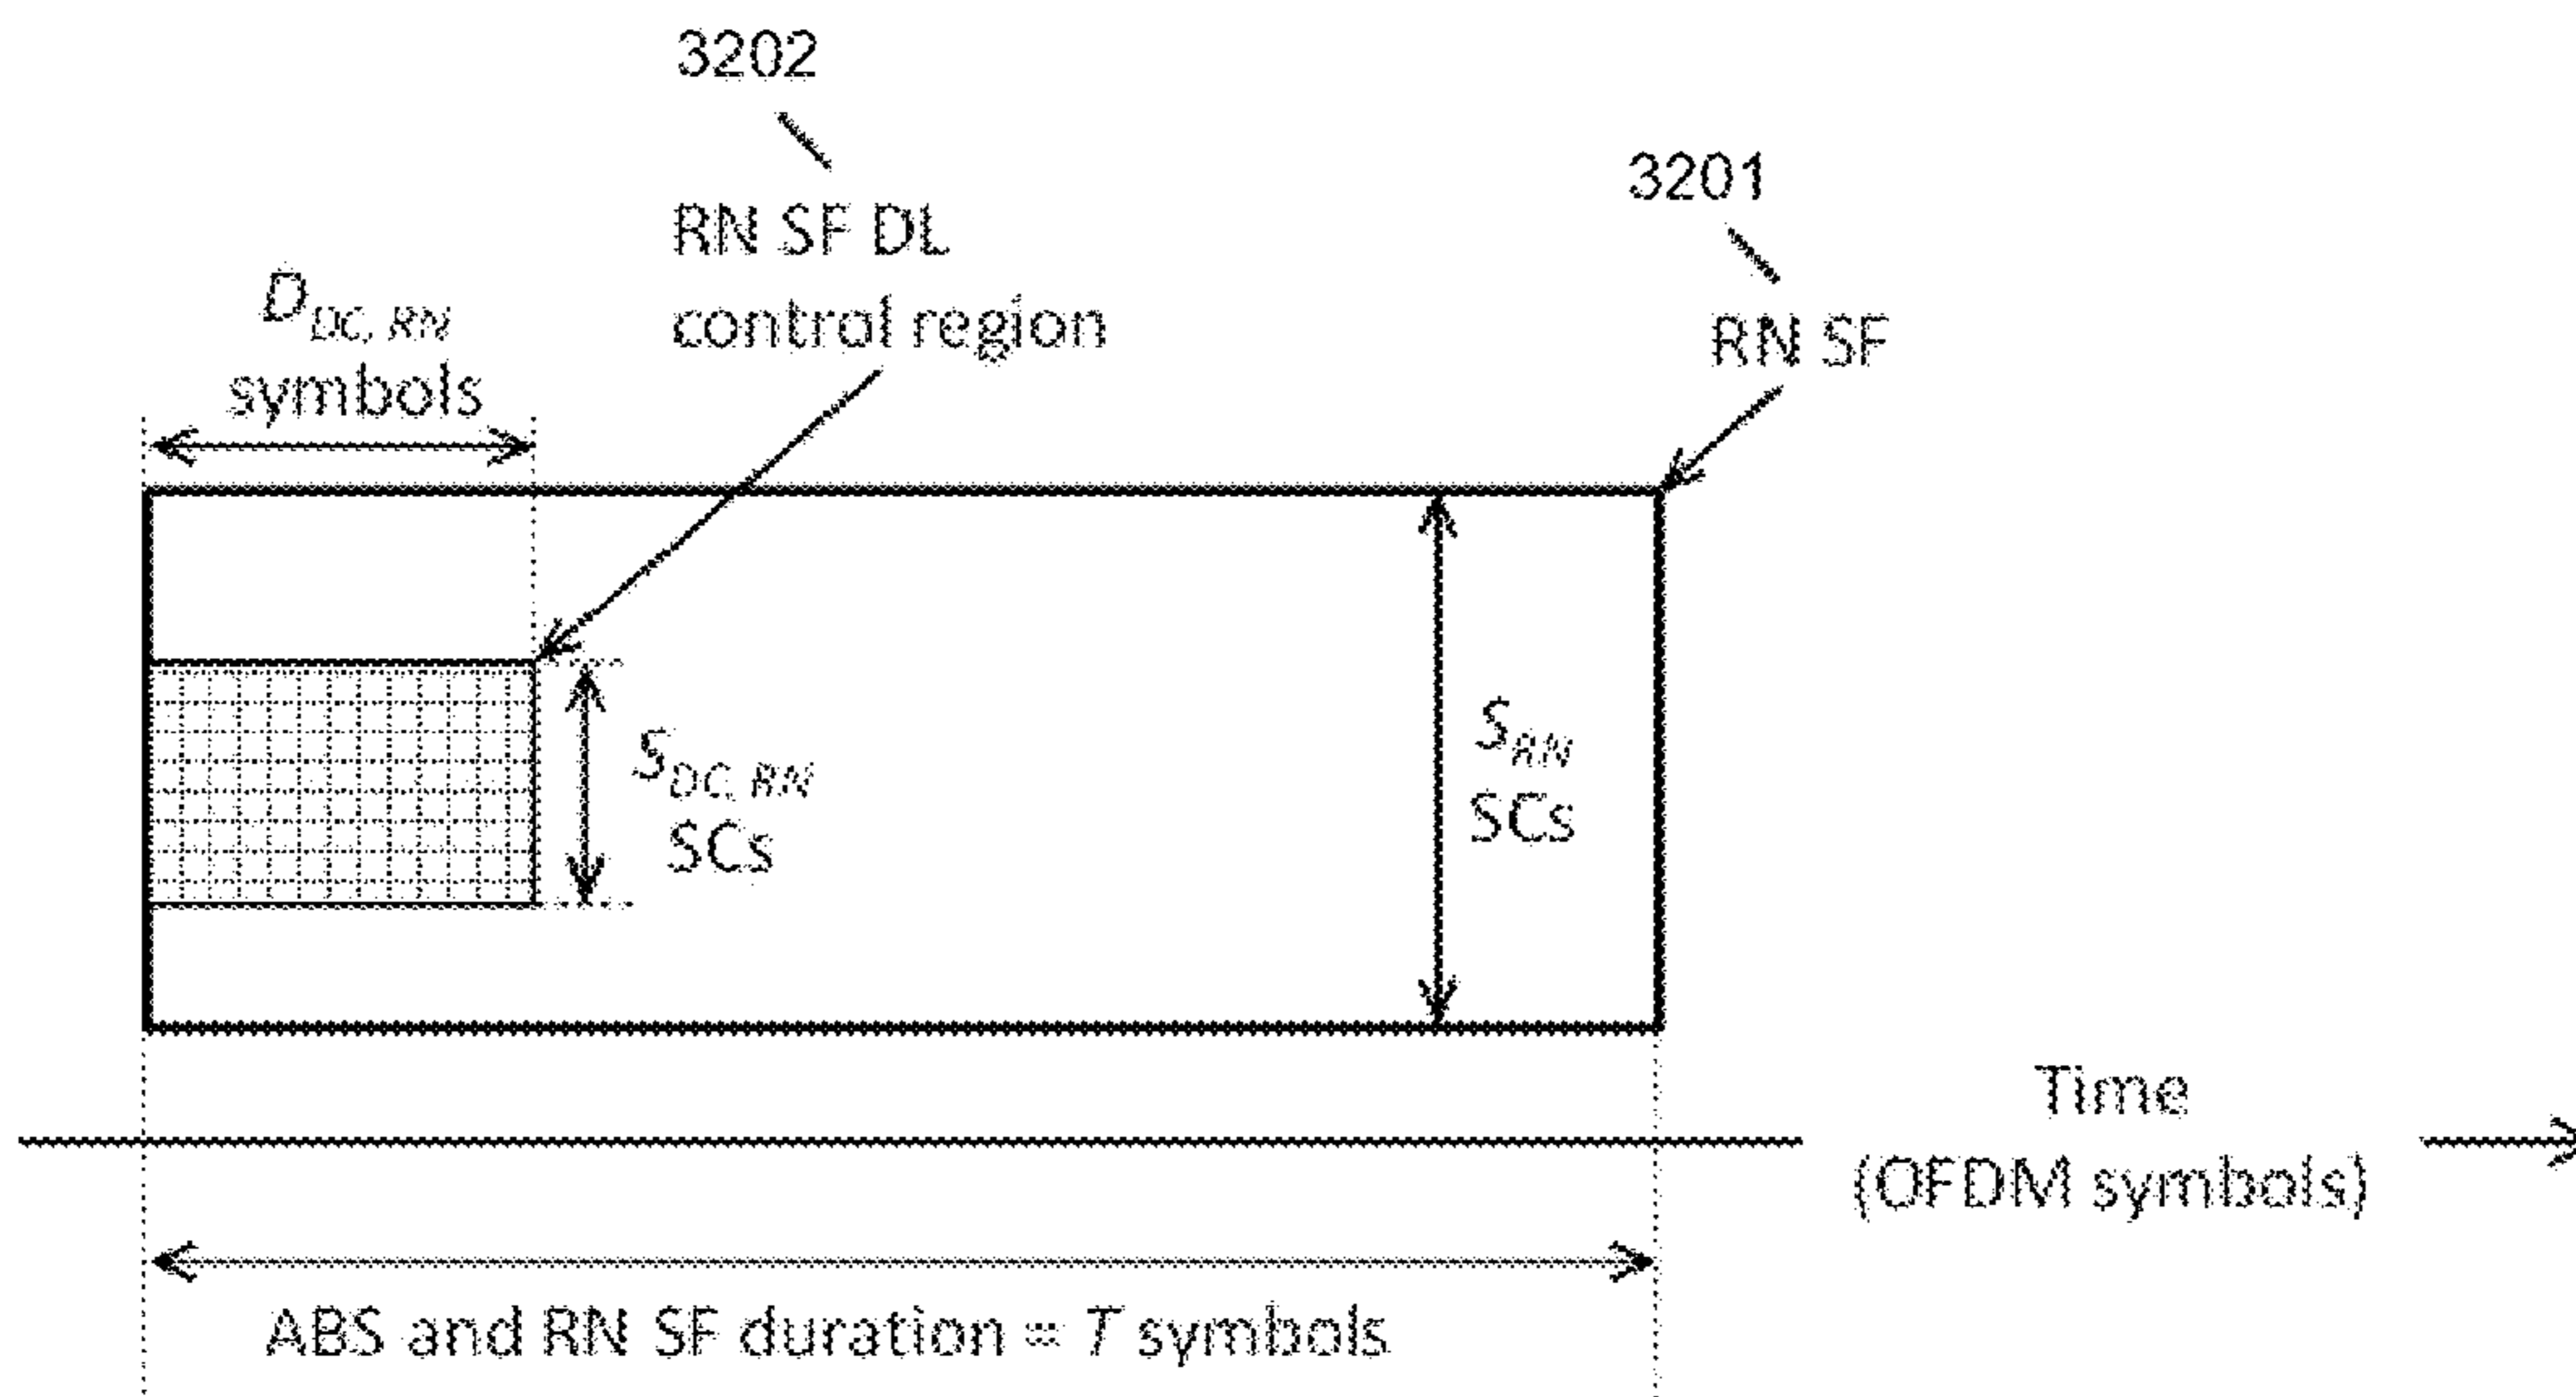 3202
RN SF DL
control region
3201
RN SF
D_DC, RN
symbols
S_DC, RN
SCs
S_RN
SCs
Time
(OFDM symbols)
ABS and RN SF duration = T symbols